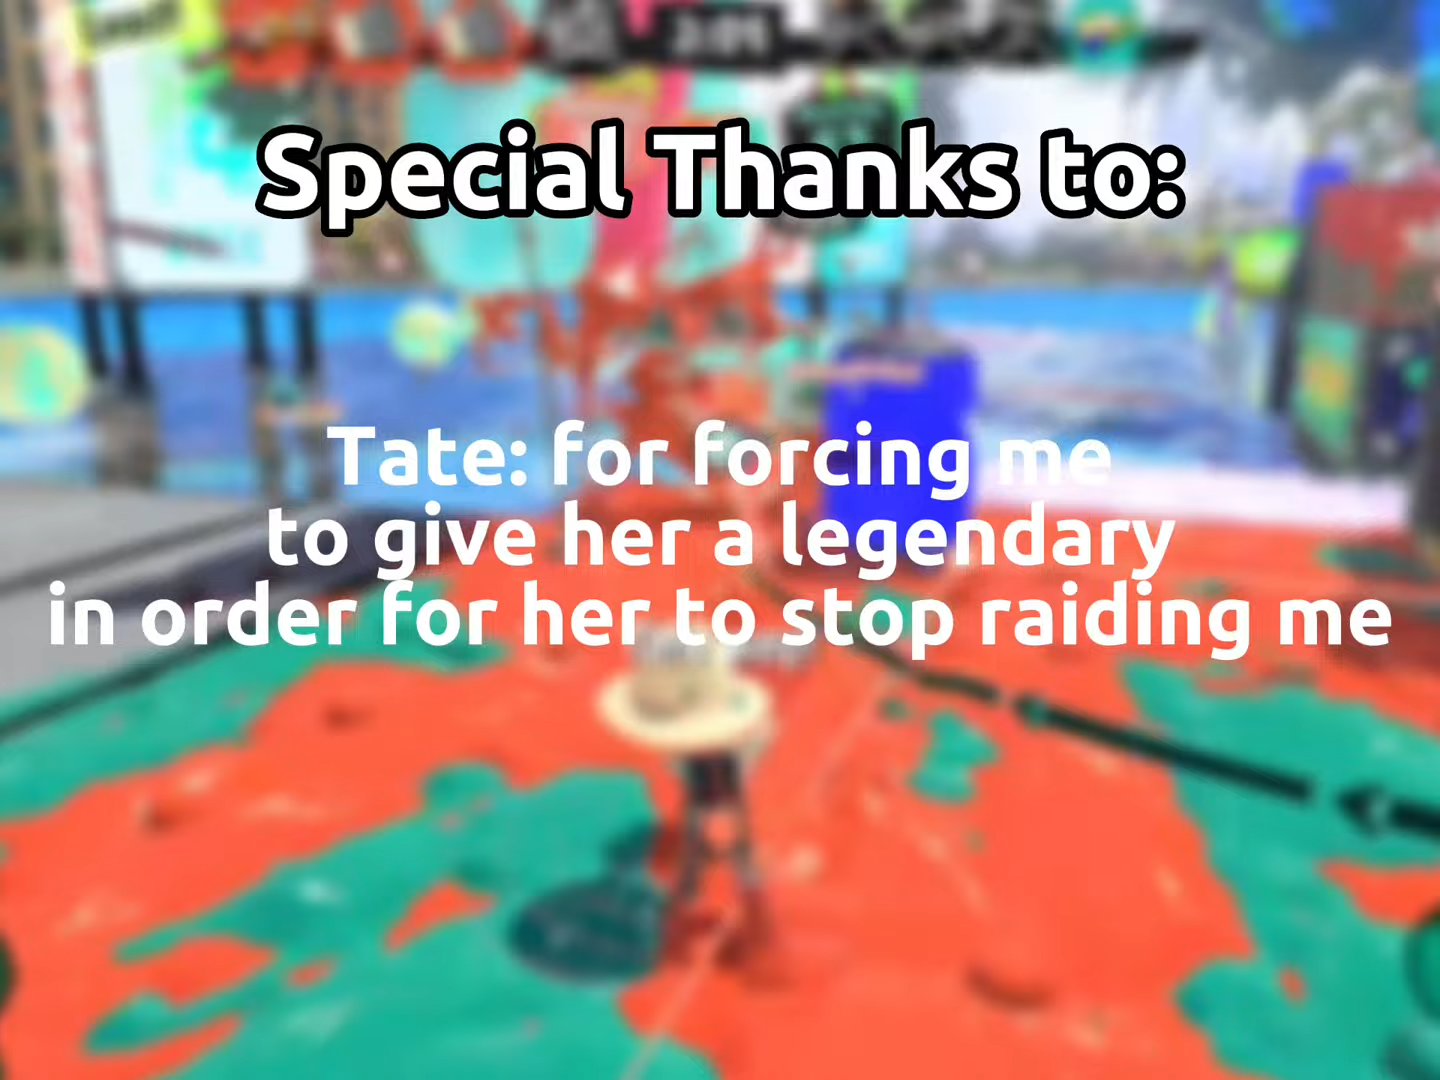 Special Thanks to:
Tate: for forcing me
to give her a legendary
in order for her to stop raiding me